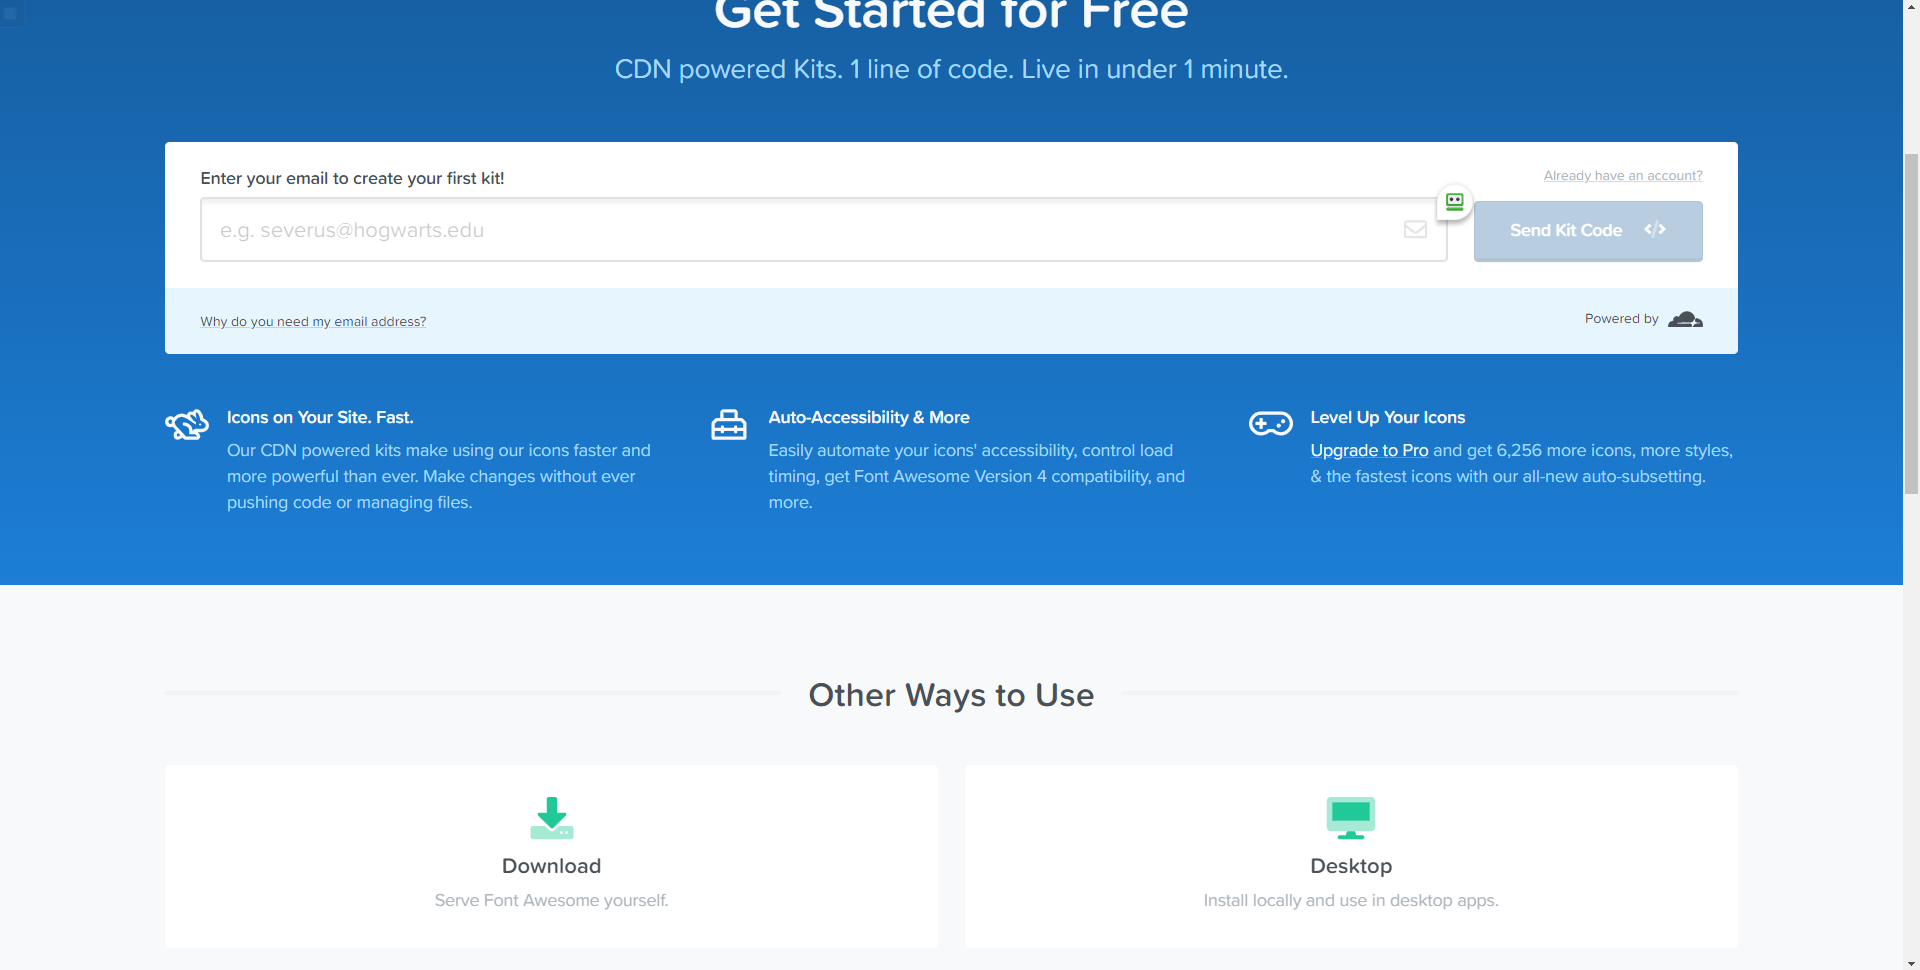 Get Started for Free
CDN powered Kits. 1 line of code. Live in under 1 minute.
Enter your email to create your first kit!
Already have an account?
e.g. severus@hogwarts.edu
Send Kit Code </>
Why do you need my email address?
Powered by
Icons on Your Site. Fast.
Our CDN powered kits make using our icons faster and
more powerful than ever. Make changes without ever
pushing code or managing files.
Auto-Accessibility & More
Easily automate your icons' accessibility, control load
timing, get Font Awesome Version 4 compatibility, and
more.
Level Up Your Icons
Upgrade to Pro and get 6,256 more icons, more styles,
& the fastest icons with our all-new auto-subsetting.
Other Ways to Use
Download
Serve Font Awesome yourself.
Desktop
Install locally and use in desktop apps.